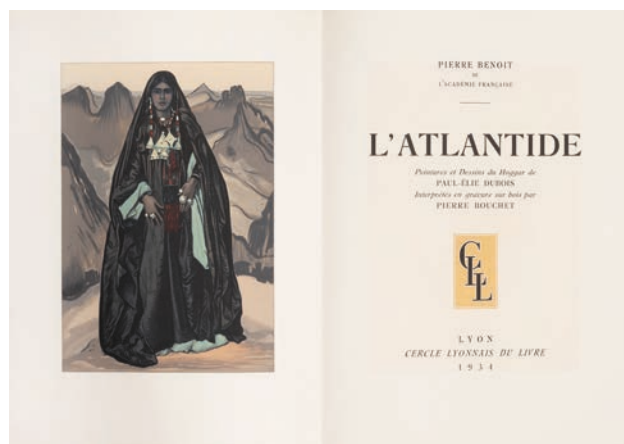 PIERRE BENOIT
DE
L'ACADÉMIE FRANÇAISE
L'ATLANTIDE
Peintures et Dessins du Hoggar de
PAUL-ÉLIE DUBOIS
Interprétés en gravure sur bois par
PIERRE BOUCHET
CLL
LYON
CERCLE LYONNAIS DU LIVRE
1934